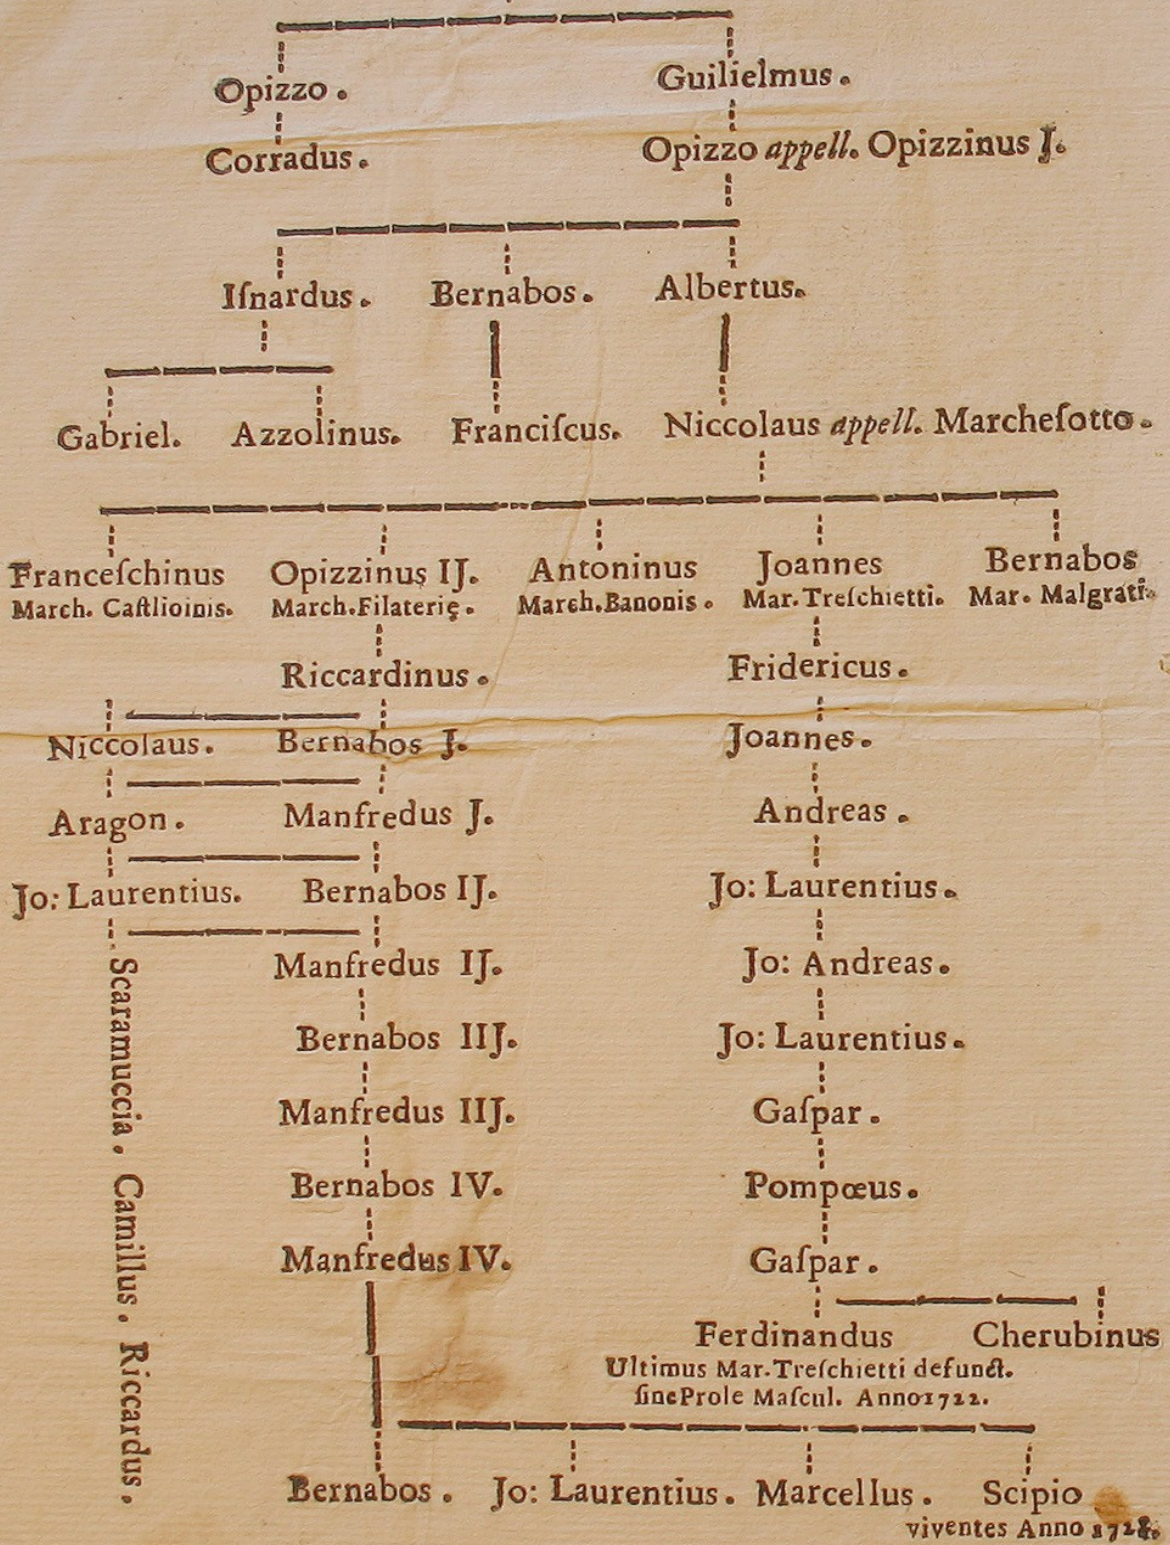 Opizzo. Guilielmus.
Corradus. Opizzo appell. Opizzinus J.
Iſnardus. Bernabos. Albertus.
Gabriel. Azzolinus. Franciſcus. Niccolaus appell. Marcheſotto.
Franceſchinus Opizzinus IJ. Antoninus Joannes Bernabos
March. Caſtlioinis. March.Filaterię. March.Banonis. Mar.Treſchietti. Mar. Malgrati.
Riccardinus. Fridericus.
Niccolaus. Bernabos J. Joannes.
Aragon. Manfredus J. Andreas.
Jo: Laurentius. Bernabos IJ. Jo: Laurentius.
Manfredus IJ. Jo: Andreas.
Bernabos IIJ. Jo: Laurentius.
Manfredus IIJ. Gaſpar.
Bernabos IV. Pompœus.
Manfredus IV. Gaſpar.
Scaramuccia. Camillus. Riccardus.
Ferdinandus Cherubinus
Ultimus Mar.Treſchietti defunct.
ſine Prole Maſcul. Anno 1722.
Bernabos. Jo: Laurentius. Marcellus. Scipio
viventes Anno